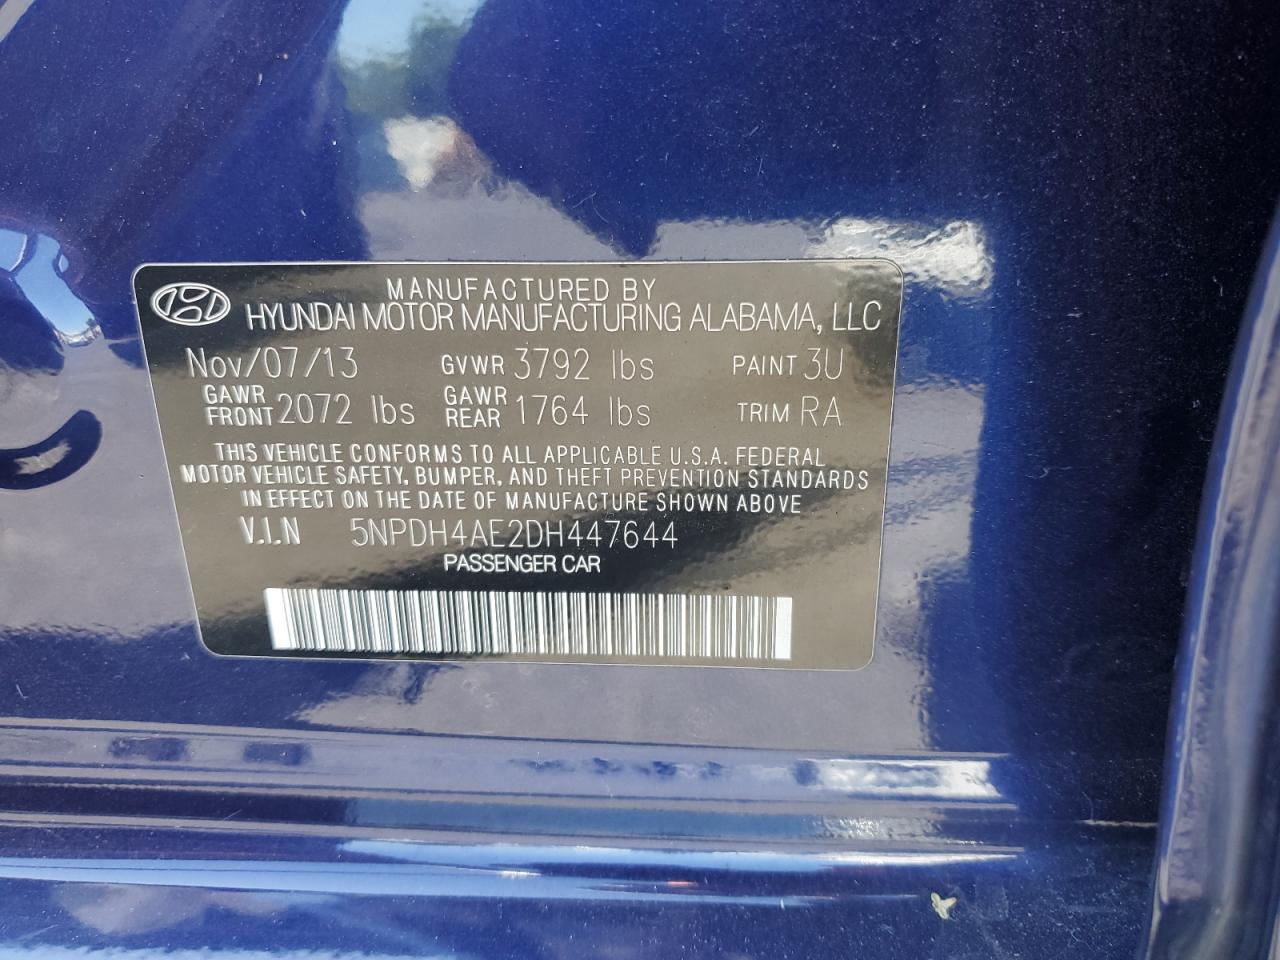 MANUFACTURED BY
HYUNDAI MOTOR MANUFACTURING ALABAMA, LLC
Nov/07/13 GVWR 3792 lbs PAINT 3U
GAWR FRONT 2072 lbs GAWR REAR 1764 lbs TRIM RA
THIS VEHICLE CONFORMS TO ALL APPLICABLE U.S.A. FEDERAL
MOTOR VEHICLE SAFETY, BUMPER, AND THEFT PREVENTION STANDARDS
IN EFFECT ON THE DATE OF MANUFACTURE SHOWN ABOVE
V.I.N 5NPDH4AE2DH447644
PASSENGER CAR